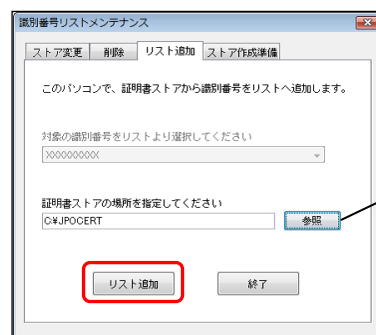 識別番号リストメンテナンス
ストア変更 削除 リスト追加 ストア作成準備
このパソコンで、証明書ストアから識別番号をリストへ追加します。
対象の識別番号をリストより選択してください
XXXXXXXXXX
証明書ストアの場所を指定してください
C:¥JPOCERT 参照
リスト追加 終了